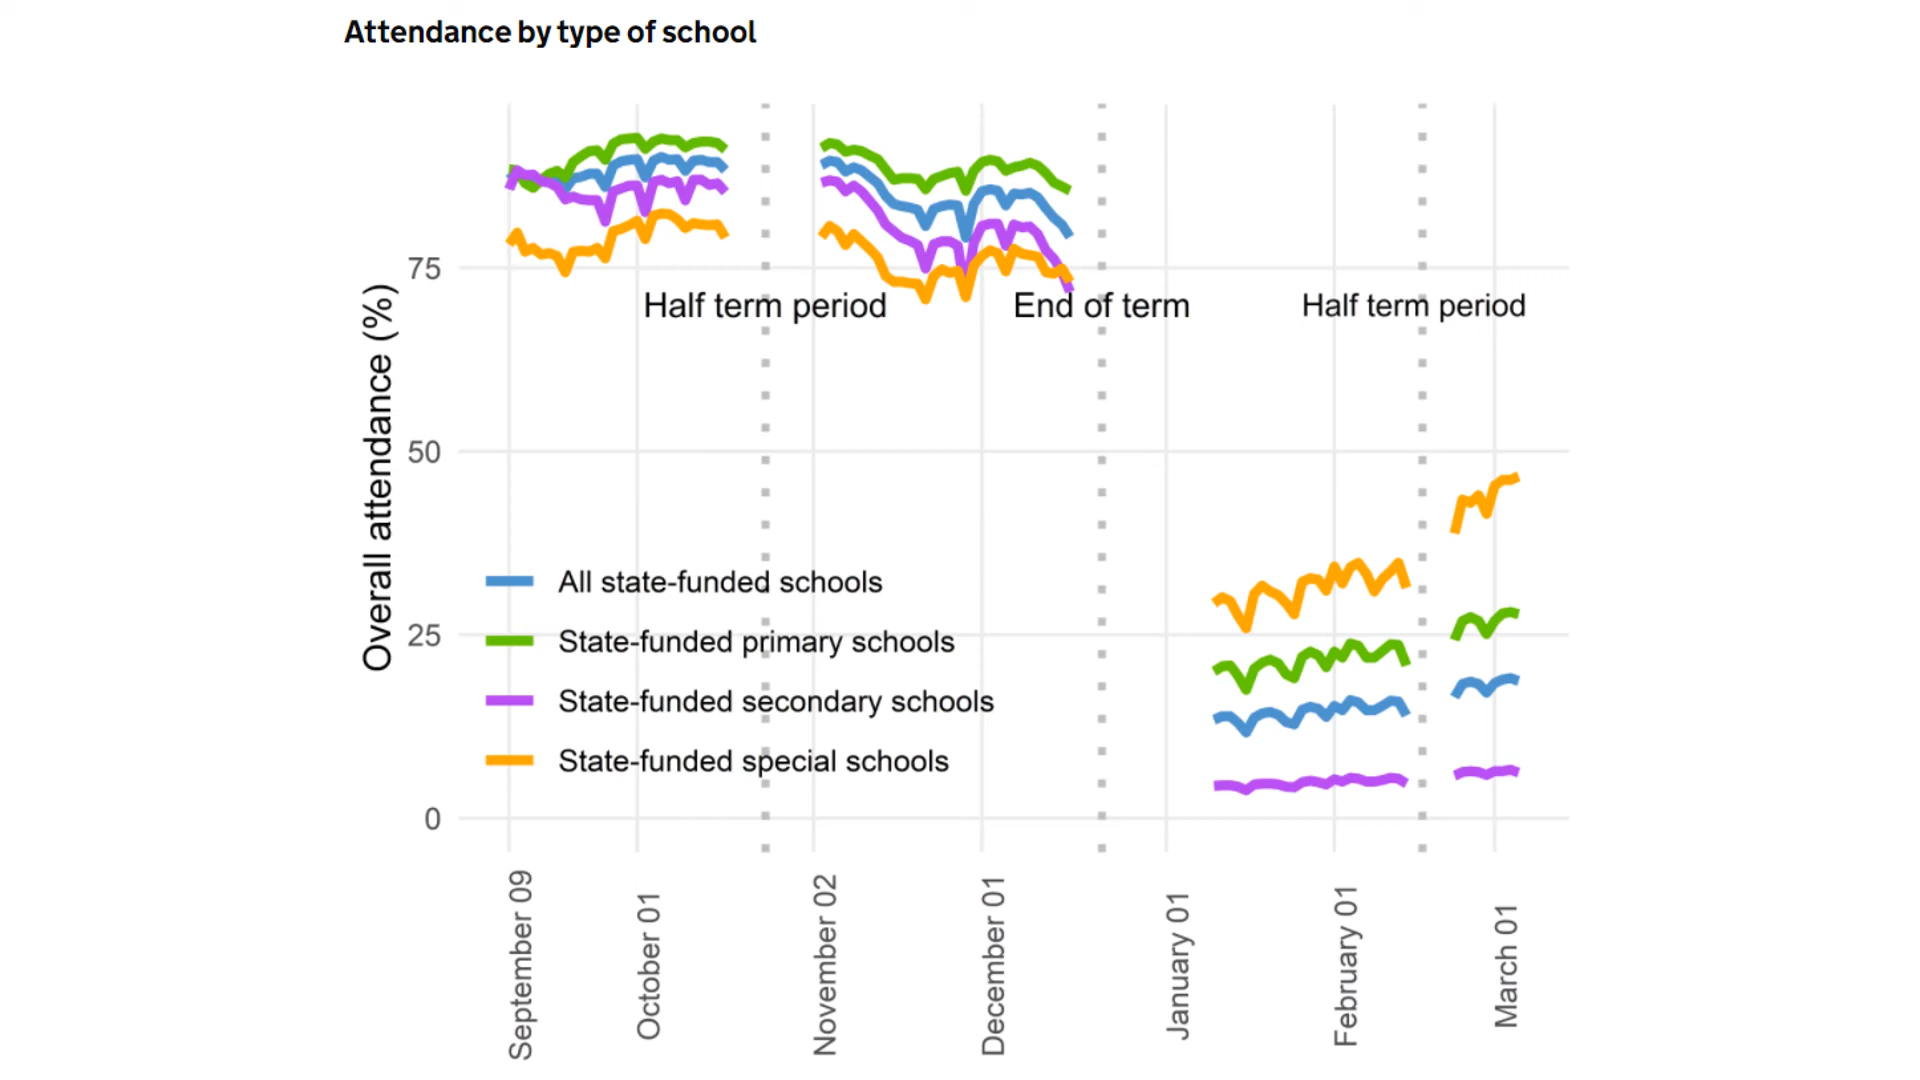 Attendance by type of school
Overall attendance (%)
75
50
25
0
Half term period
End of term
Half term period
All state-funded schools
State-funded primary schools
State-funded secondary schools
State-funded special schools
September 09
October 01
November 02
December 01
January 01
February 01
March 01